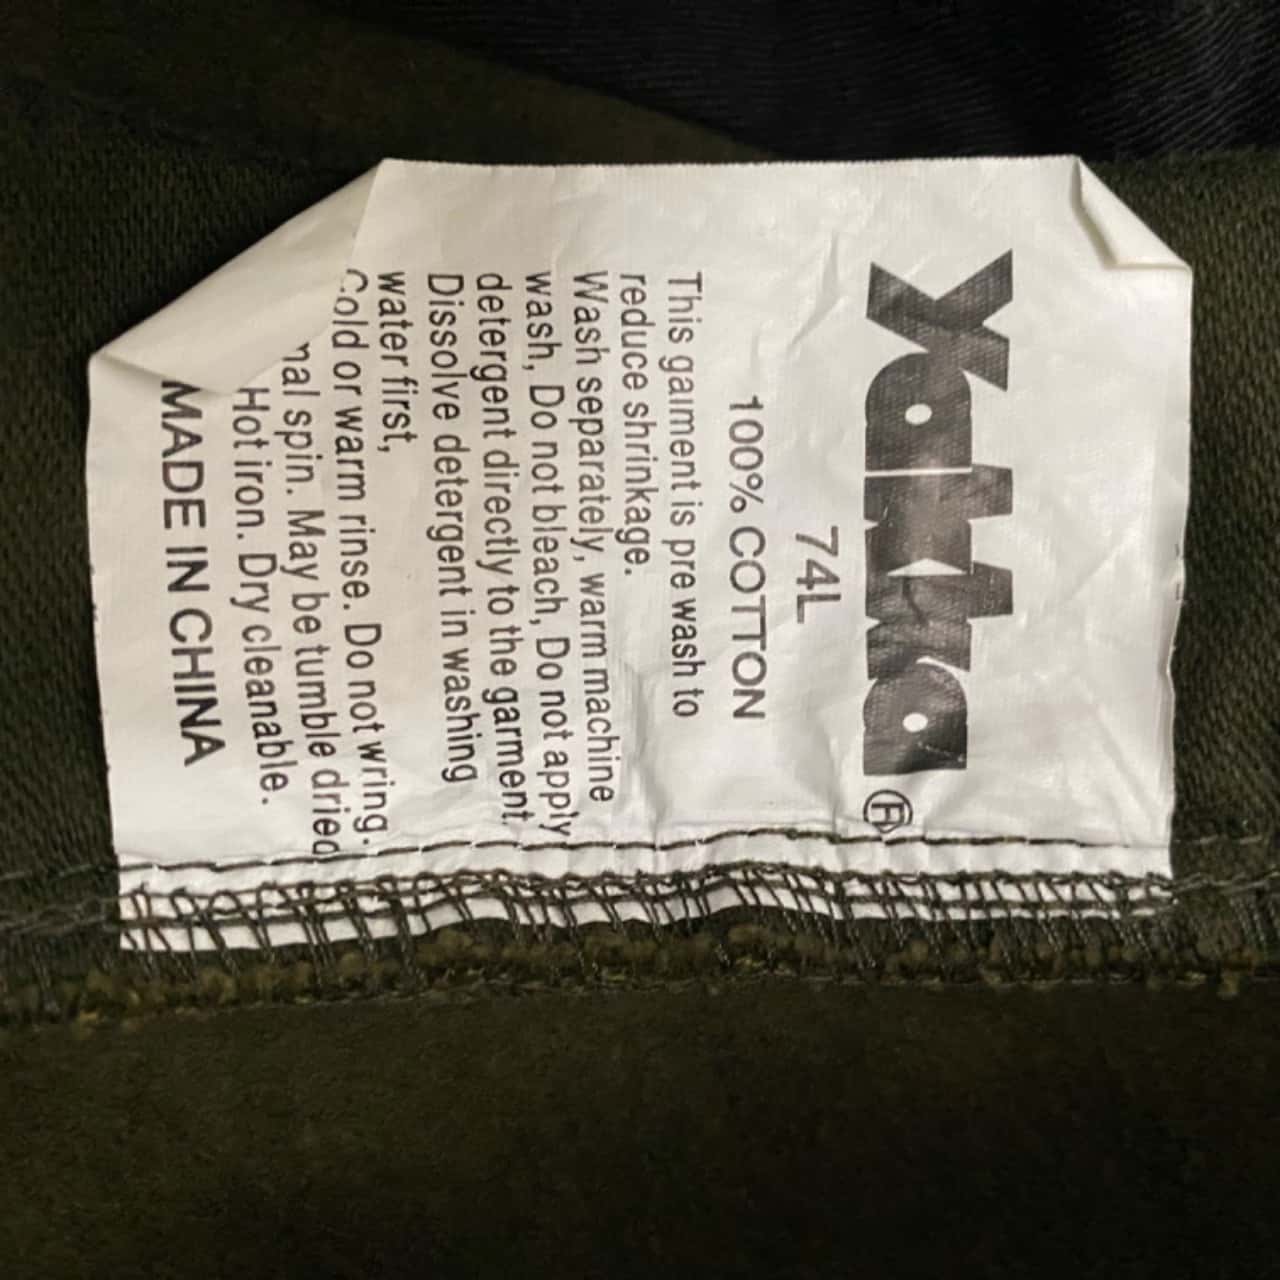 Yakka®
74L
100% COTTON
This garment is pre wash to
reduce shrinkage.
Wash separately, warm machine
wash, Do not bleach, Do not apply
detergent directly to the garment.
Dissolve detergent in washing
water first,
Cold or warm rinse. Do not wring.
nal spin. May be tumble dried
Hot iron. Dry cleanable.
MADE IN CHINA